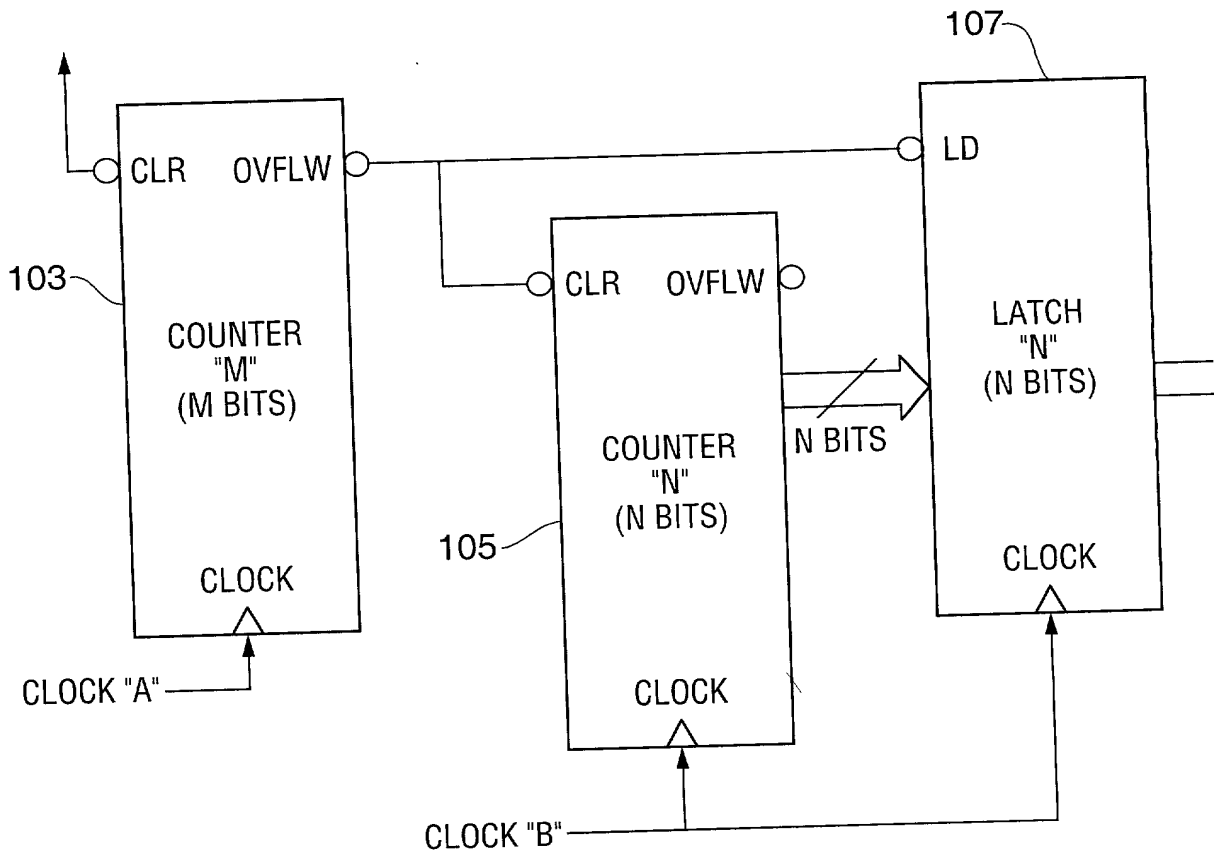 107
CLR OVFLW
LD
103
CLR OVFLW
COUNTER
"M"
(M BITS)
LATCH
"N"
(N BITS)
N BITS
COUNTER
"N"
(N BITS)
105
CLOCK
CLOCK
CLOCK "A"
CLOCK
CLOCK "B"